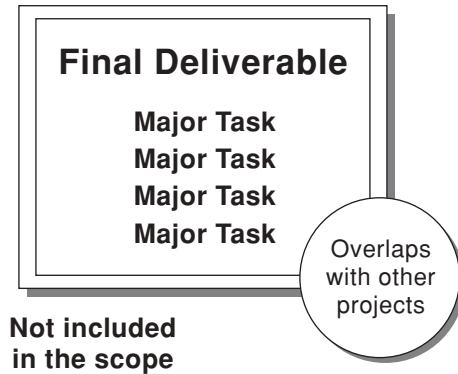 Final Deliverable
Major Task
Major Task
Major Task
Major Task
Overlaps
with other
projects
Not included
in the scope